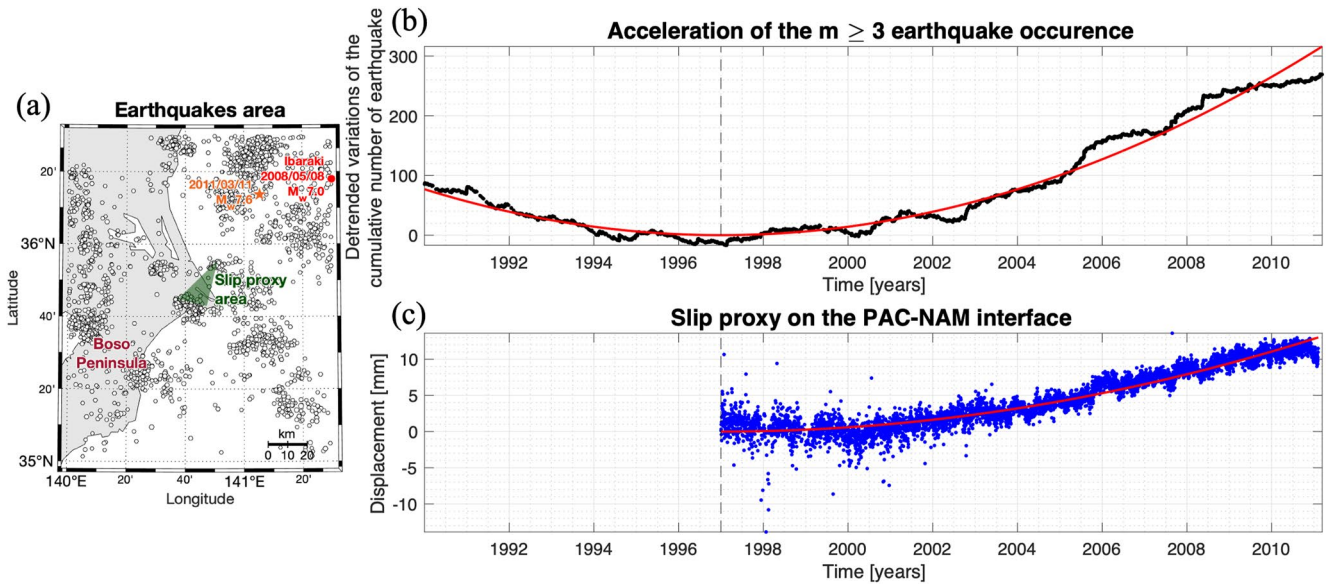 (a)
Earthquakes area
Ibaraki
2008/05/08
M_w 7.0
2011/03/11
M_w 7.6
Slip proxy
area
Boso
Peninsula
km
0 10 20
20'
36°N
40'
20'
35°N
Latitude
140°E 20' 40' 141°E 20'
Longitude
(b)
Acceleration of the m ≥ 3 earthquake occurence
Detrended variations of the
cumulative number of earthquake
300
200
100
0
1992 1994 1996 1998 2000 2002 2004 2006 2008 2010
Time [years]
(c)
Slip proxy on the PAC-NAM interface
Displacement [mm]
10
5
0
-5
-10
1992 1994 1996 1998 2000 2002 2004 2006 2008 2010
Time [years]